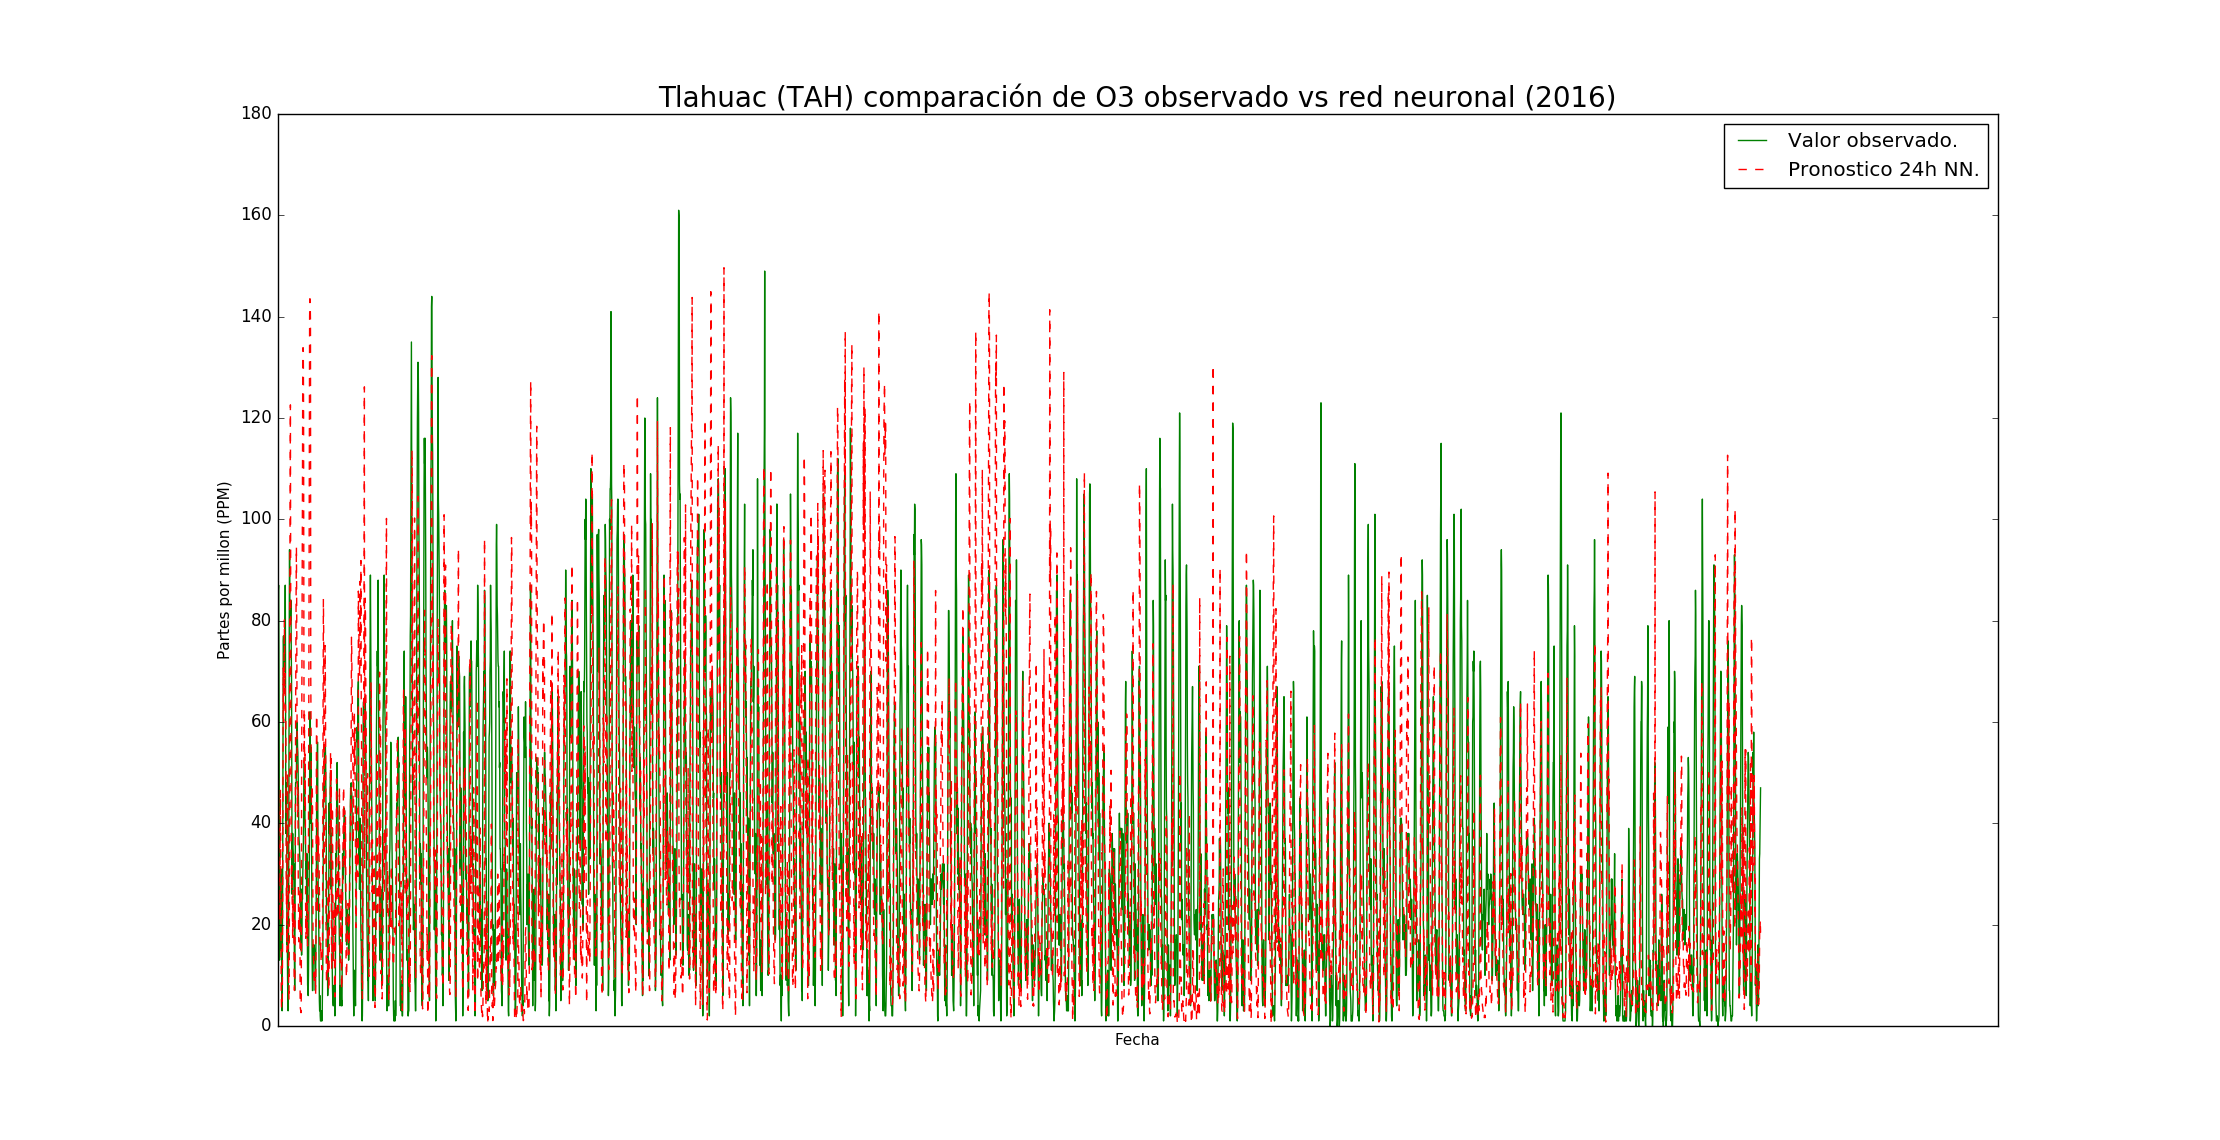 Tlahuac (TAH) comparación de O3 observado vs red neuronal (2016)
Valor observado.
Pronostico 24h NN.
Partes por millon (PPM)
180
160
140
120
100
80
60
40
20
0
Fecha